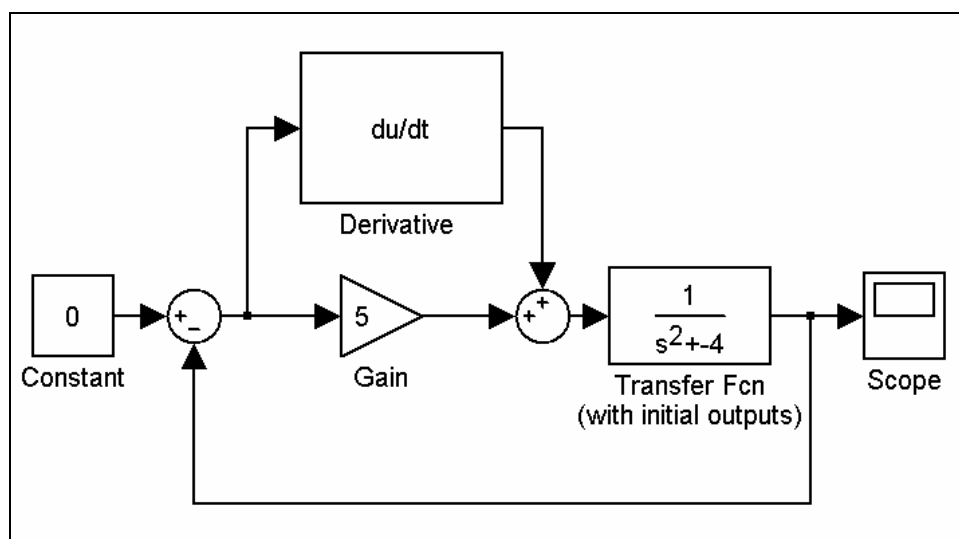 du/dt
Derivative
0
+
−
Constant
5
Gain
+
+
1
s²+-4
Transfer Fcn
(with initial outputs)
Scope